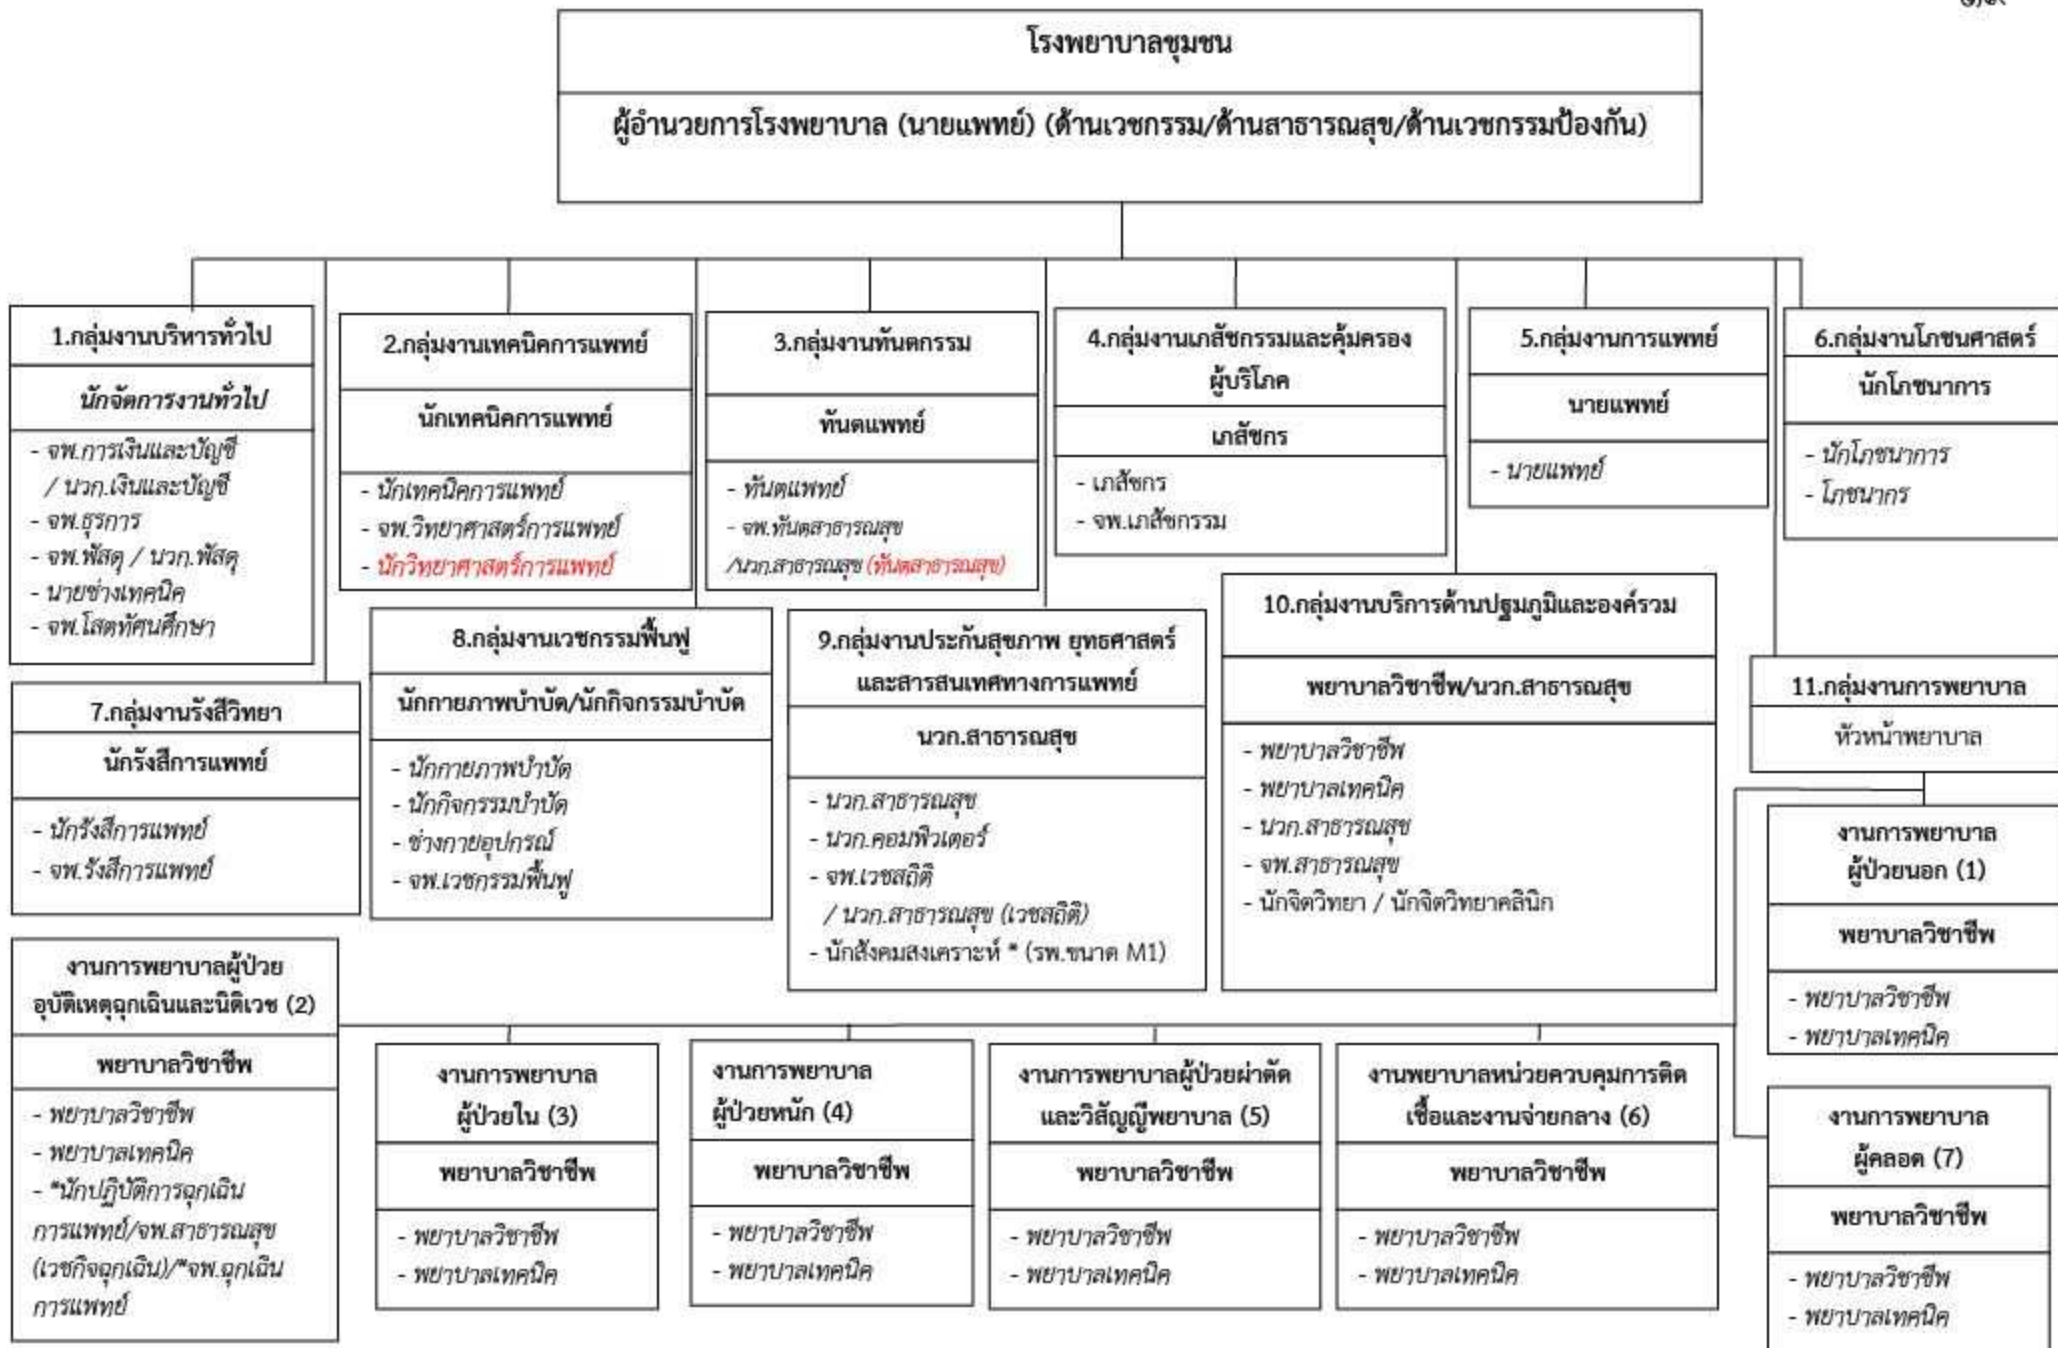 โรงพยาบาลชุมชน
ผู้อำนวยการโรงพยาบาล (นายแพทย์) (ด้านเวชกรรม/ด้านสาธารณสุข/ด้านเวชกรรมป้องกัน)
1.กลุ่มงานบริหารทั่วไป
นักจัดการงานทั่วไป
- จพ.การเงินและบัญชี
/ นวก.เงินและบัญชี
- จพ.ธุรการ
- จพ.พัสดุ / นวก.พัสดุ
- นายช่างเทคนิค
- จพ.โสตทัศนศึกษา
2.กลุ่มงานเทคนิคการแพทย์
นักเทคนิคการแพทย์
- นักเทคนิคการแพทย์
- จพ.วิทยาศาสตร์การแพทย์
- นักวิทยาศาสตร์การแพทย์
3.กลุ่มงานทันตกรรม
ทันตแพทย์
- ทันตแพทย์
- จพ.ทันตสาธารณสุข
/นวก.สาธารณสุข (ทันตสาธารณสุข)
4.กลุ่มงานเภสัชกรรมและคุ้มครอง
ผู้บริโภค
เภสัชกร
- เภสัชกร
- จพ.เภสัชกรรม
5.กลุ่มงานการแพทย์
นายแพทย์
- นายแพทย์
6.กลุ่มงานโภชนศาสตร์
นักโภชนาการ
- นักโภชนาการ
- โภชนากร
7.กลุ่มงานรังสีวิทยา
นักรังสีการแพทย์
- นักรังสีการแพทย์
- จพ.รังสีการแพทย์
8.กลุ่มงานเวชกรรมฟื้นฟู
นักกายภาพบำบัด/นักกิจกรรมบำบัด
- นักกายภาพบำบัด
- นักกิจกรรมบำบัด
- ช่างกายอุปกรณ์
- จพ.เวชกรรมฟื้นฟู
9.กลุ่มงานประกันสุขภาพ ยุทธศาสตร์
และสารสนเทศทางการแพทย์
นวก.สาธารณสุข
- นวก.สาธารณสุข
- นวก.คอมพิวเตอร์
- จพ.เวชสถิติ
/ นวก.สาธารณสุข (เวชสถิติ)
- นักสังคมสงเคราะห์ * (รพ.ขนาด M1)
10.กลุ่มงานบริการด้านปฐมภูมิและองค์รวม
พยาบาลวิชาชีพ/นวก.สาธารณสุข
- พยาบาลวิชาชีพ
- พยาบาลเทคนิค
- นวก.สาธารณสุข
- จพ.สาธารณสุข
- นักจิตวิทยา / นักจิตวิทยาคลินิก
11.กลุ่มงานการพยาบาล
หัวหน้าพยาบาล
งานการพยาบาล
ผู้ป่วยนอก (1)
พยาบาลวิชาชีพ
- พยาบาลวิชาชีพ
- พยาบาลเทคนิค
งานการพยาบาลผู้ป่วย
อุบัติเหตุฉุกเฉินและนิติเวช (2)
พยาบาลวิชาชีพ
- พยาบาลวิชาชีพ
- พยาบาลเทคนิค
- *นักปฏิบัติการฉุกเฉิน
การแพทย์/จพ.สาธารณสุข
(เวชกิจฉุกเฉิน)/*จพ.ฉุกเฉิน
การแพทย์
งานการพยาบาล
ผู้ป่วยใน (3)
พยาบาลวิชาชีพ
- พยาบาลวิชาชีพ
- พยาบาลเทคนิค
งานการพยาบาล
ผู้ป่วยหนัก (4)
พยาบาลวิชาชีพ
- พยาบาลวิชาชีพ
- พยาบาลเทคนิค
งานการพยาบาลผู้ป่วยผ่าตัด
และวิสัญญีพยาบาล (5)
พยาบาลวิชาชีพ
- พยาบาลวิชาชีพ
- พยาบาลเทคนิค
งานพยาบาลหน่วยควบคุมการติด
เชื้อและงานจ่ายกลาง (6)
พยาบาลวิชาชีพ
- พยาบาลวิชาชีพ
- พยาบาลเทคนิค
งานการพยาบาล
ผู้คลอด (7)
พยาบาลวิชาชีพ
- พยาบาลวิชาชีพ
- พยาบาลเทคนิค